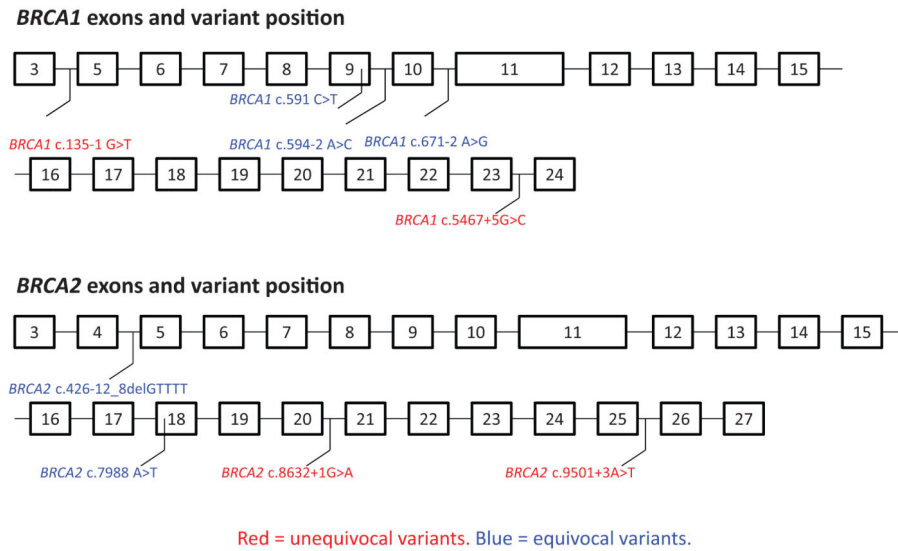 BRCA1 exons and variant position
3 5 6 7 8 9 10 11 12 13 14 15
BRCA1 c.591 C>T
BRCA1 c.135-1 G>T
BRCA1 c.594-2 A>C
BRCA1 c.671-2 A>G
16 17 18 19 20 21 22 23 24
BRCA1 c.5467+5G>C
BRCA2 exons and variant position
3 4 5 6 7 8 9 10 11 12 13 14 15
BRCA2 c.426-12_8delGTTTT
16 17 18 19 20 21 22 23 24 25 26 27
BRCA2 c.7988 A>T
BRCA2 c.8632+1G>A
BRCA2 c.9501+3A>T
Red = unequivocal variants. Blue = equivocal variants.